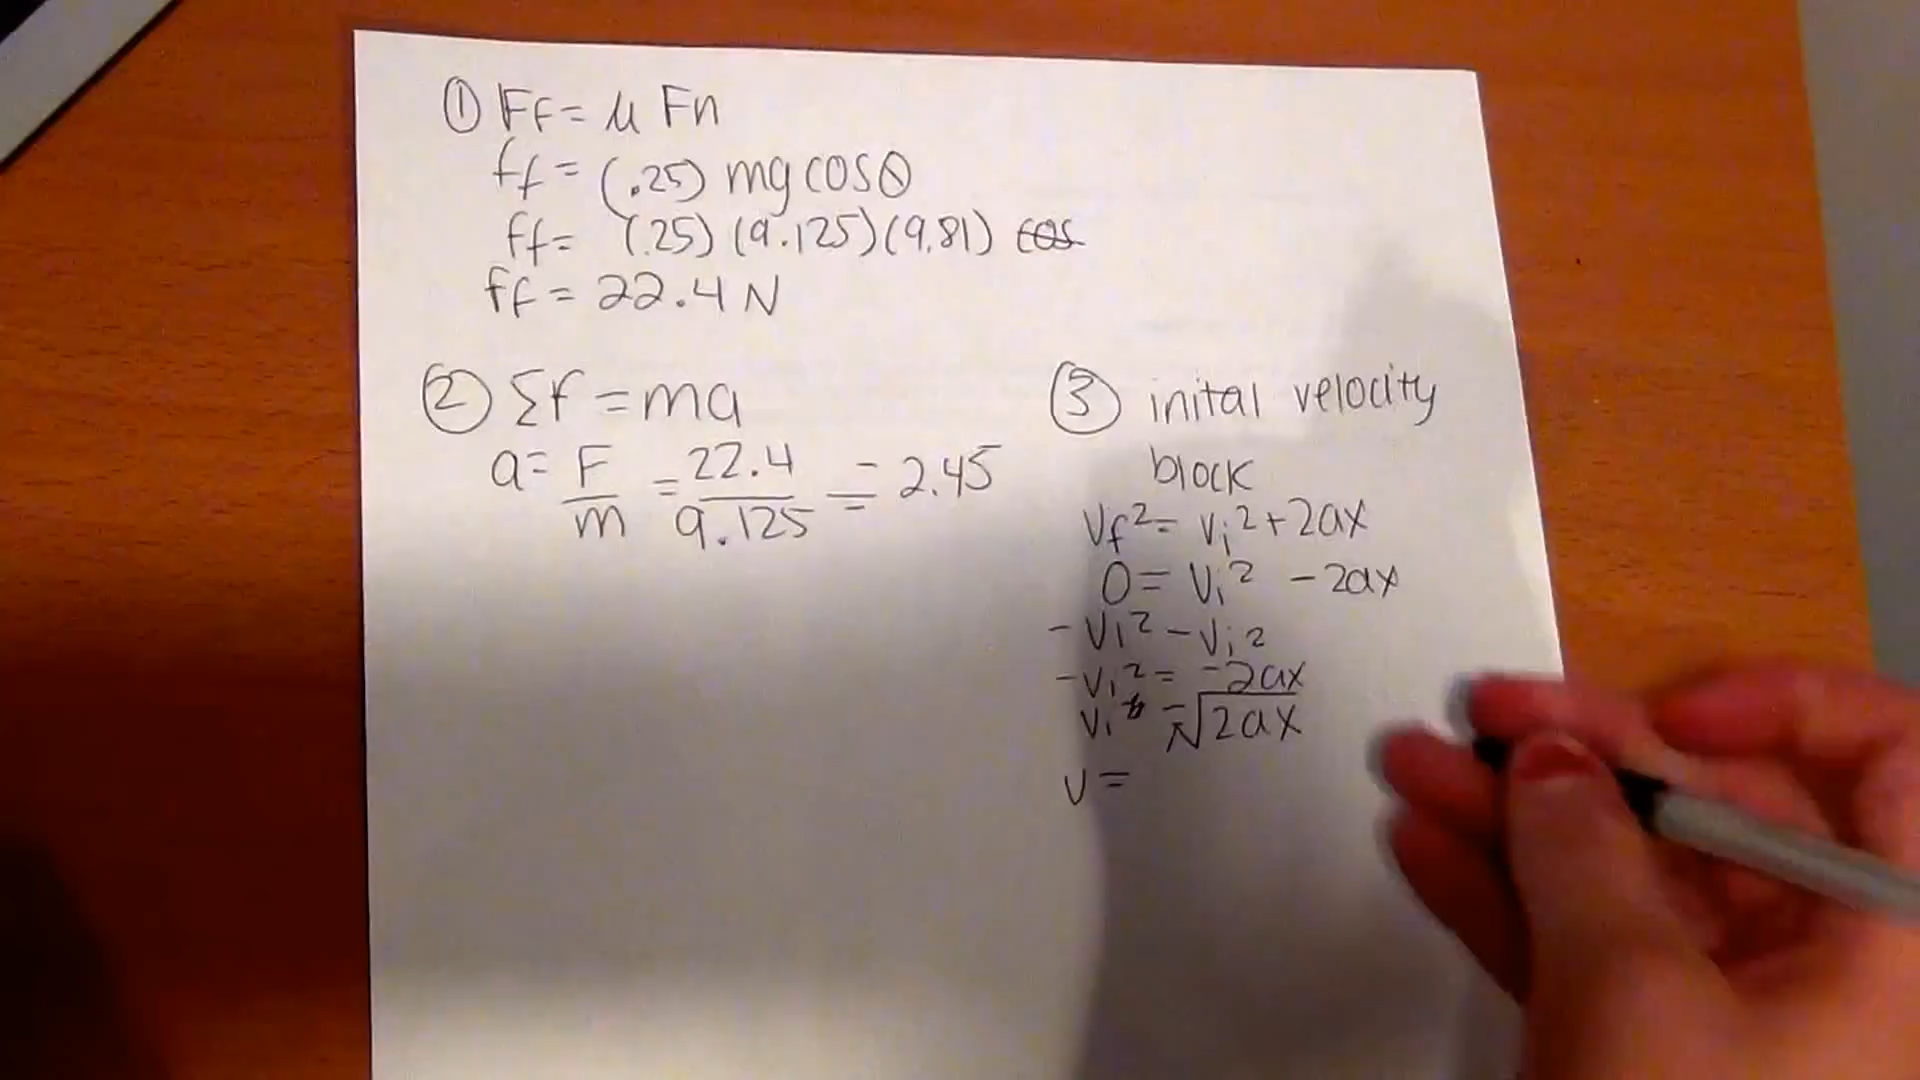 ① Ff = μ Fn
ff = (.25) mg cosθ
ff = (.25) (9.125)(9.81) cos
ff = 22.4 N
② Σf = ma
a = F/m = 22.4/9.125 = -2.45
③ inital velocity
block
Vf² = Vi² + 2ax
0 = Vi² - 2ax
-Vi² -Vi²
-Vi² = -2ax
Vi = √2ax
V =